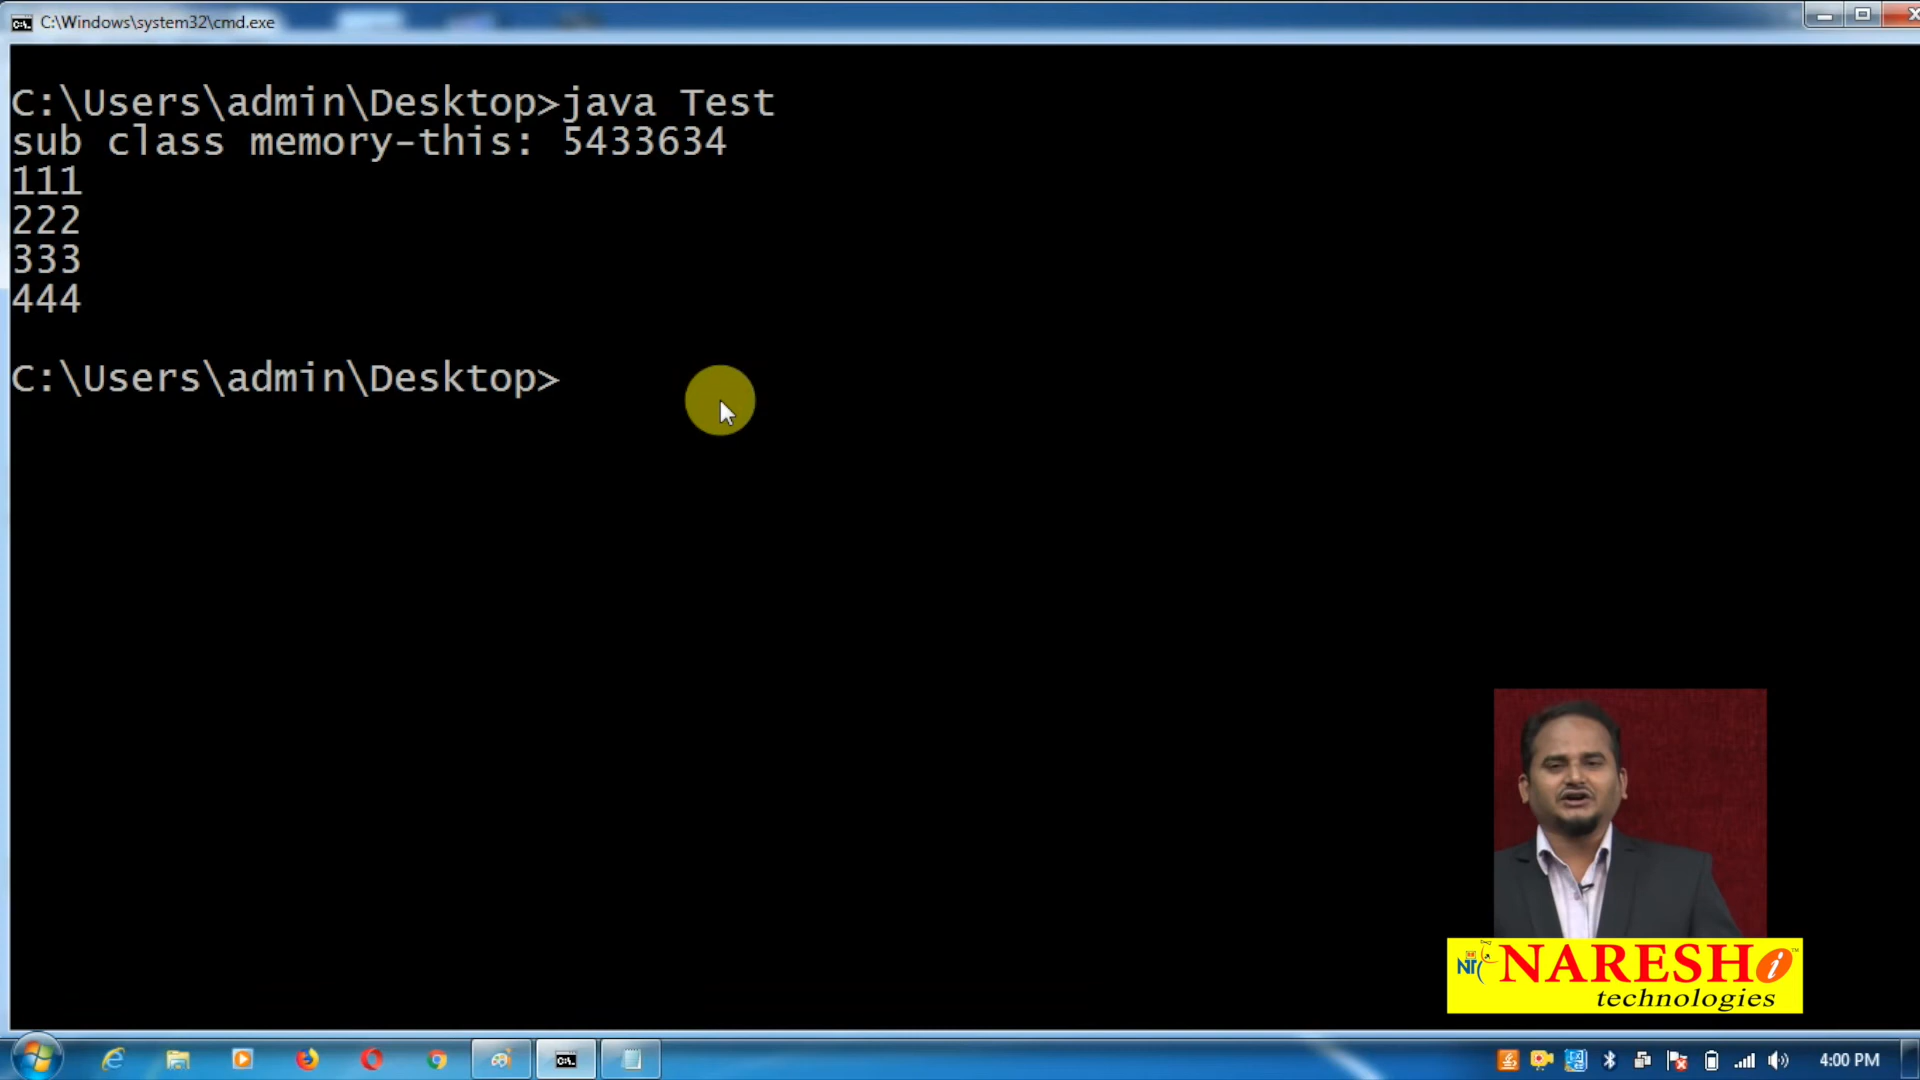 C:\Windows\system32\cmd.exe
C:\Users\admin\Desktop>java Test
sub class memory-this: 5433634
111
222
333
444
C:\Users\admin\Desktop>
NARESH i
technologies
4:00 PM